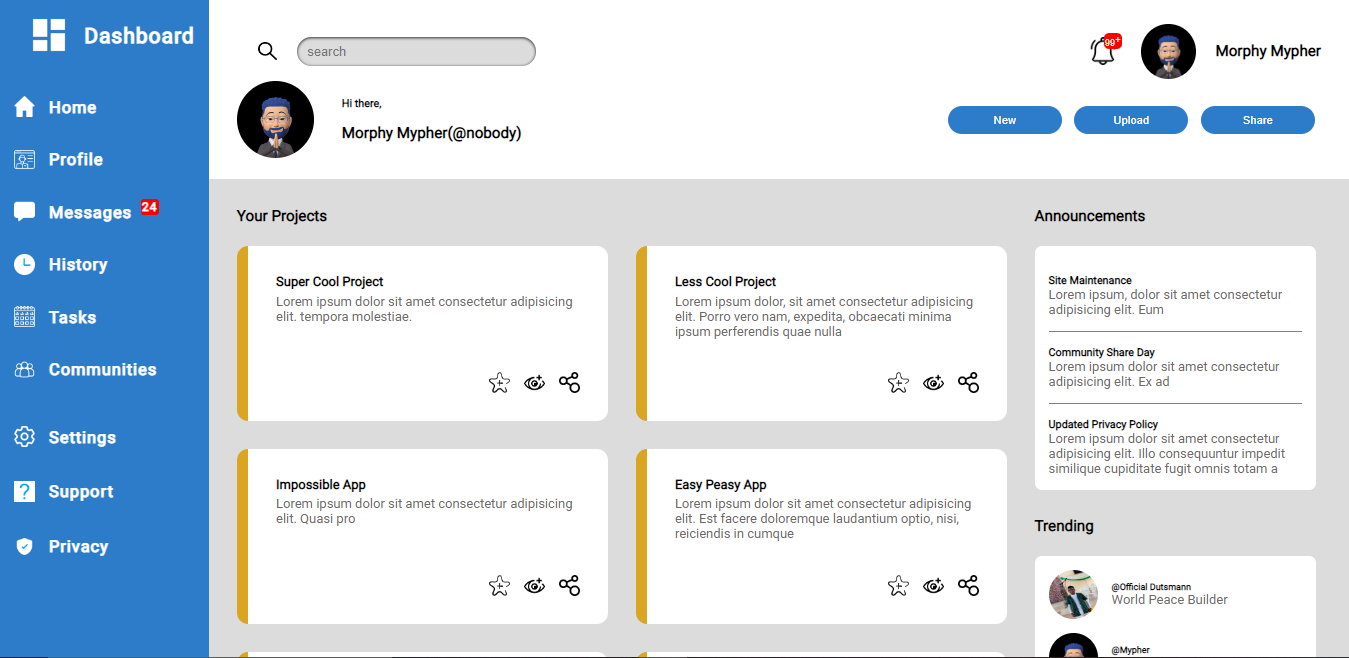 Dashboard
Home
Profile
Messages 24
History
Tasks
Communities
Settings
Support
Privacy
search
99+
Morphy Mypher
Hi there,
Morphy Mypher(@nobody)
New
Upload
Share
Your Projects
Super Cool Project
Lorem ipsum dolor sit amet consectetur adipisicing
elit. tempora molestiae.
Less Cool Project
Lorem ipsum dolor, sit amet consectetur adipisicing
elit. Porro vero nam, expedita, obcaecati minima
ipsum perferendis quae nulla
Impossible App
Lorem ipsum dolor sit amet consectetur adipisicing
elit. Quasi pro
Easy Peasy App
Lorem ipsum dolor sit amet consectetur adipisicing
elit. Est facere doloremque laudantium optio, nisi,
reiciendis in cumque
Announcements
Site Maintenance
Lorem ipsum, dolor sit amet consectetur
adipisicing elit. Eum
Community Share Day
Lorem ipsum dolor sit amet consectetur
adipisicing elit. Ex ad
Updated Privacy Policy
Lorem ipsum dolor sit amet consectetur
adipisicing elit. Illo consequuntur impedit
similique cupiditate fugit omnis totam a
Trending
@Official Dutsmann
World Peace Builder
@Mypher